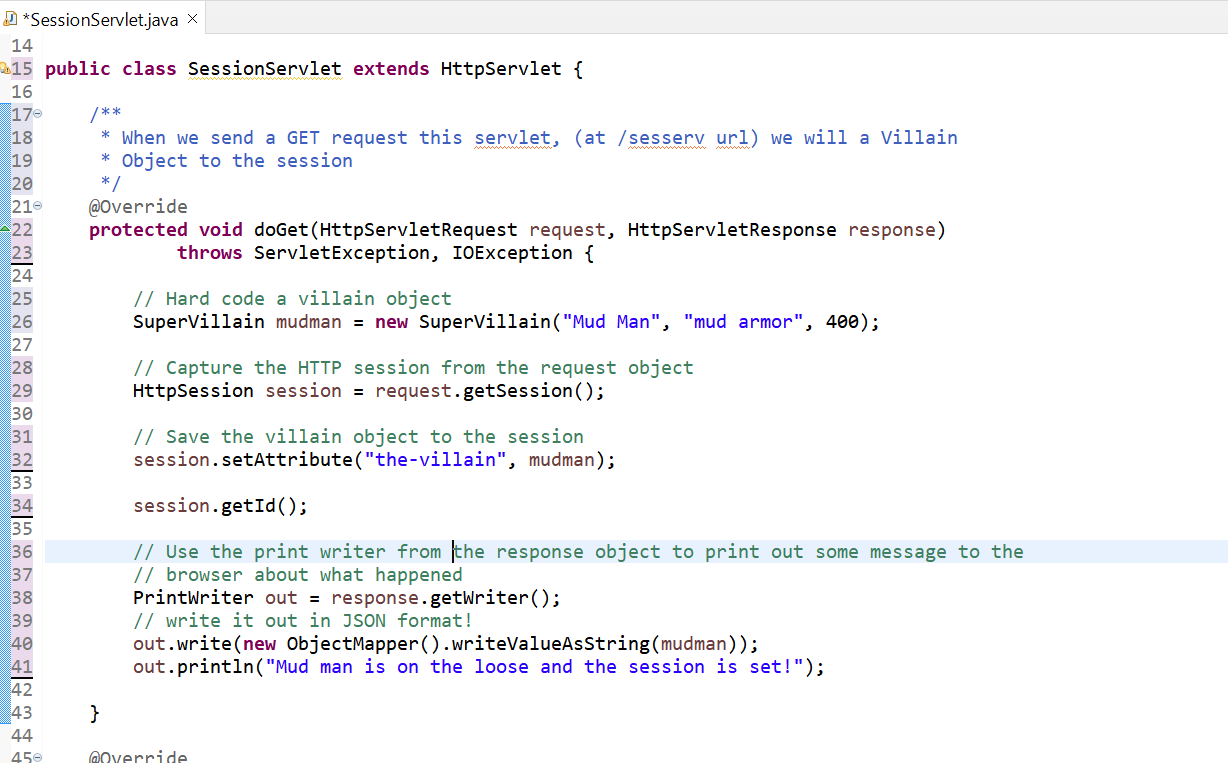 *SessionServlet.java ×
14
15 public class SessionServlet extends HttpServlet {
16
17 /**
18 * When we send a GET request this servlet, (at /sesserv url) we will a Villain
19 * Object to the session
20 */
21 @Override
22 protected void doGet(HttpServletRequest request, HttpServletResponse response)
23 throws ServletException, IOException {
24
25 // Hard code a villain object
26 SuperVillain mudman = new SuperVillain("Mud Man", "mud armor", 400);
27
28 // Capture the HTTP session from the request object
29 HttpSession session = request.getSession();
30
31 // Save the villain object to the session
32 session.setAttribute("the-villain", mudman);
33
34 session.getId();
35
36 // Use the print writer from the response object to print out some message to the
37 // browser about what happened
38 PrintWriter out = response.getWriter();
39 // write it out in JSON format!
40 out.write(new ObjectMapper().writeValueAsString(mudman));
41 out.println("Mud man is on the loose and the session is set!");
42
43 }
44
45 @Override